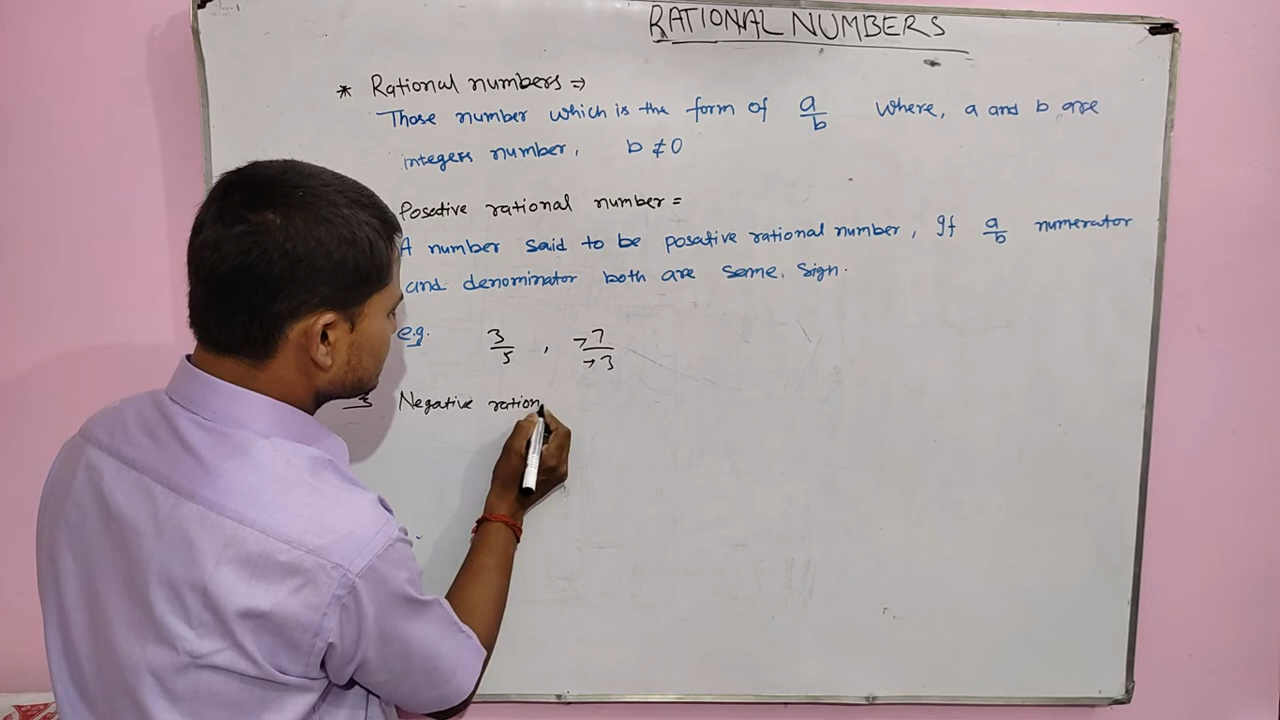 RATIONAL NUMBERS
* Rational numbers ⇒
Those number which is the form of a/b where, a and b are
integers number, b ≠ 0
Posative rational number =
A number said to be posative rational number, If a/b numerator
and denominator both are same. Sign.
e.g. 3/5 , -7/-3
Negative ration